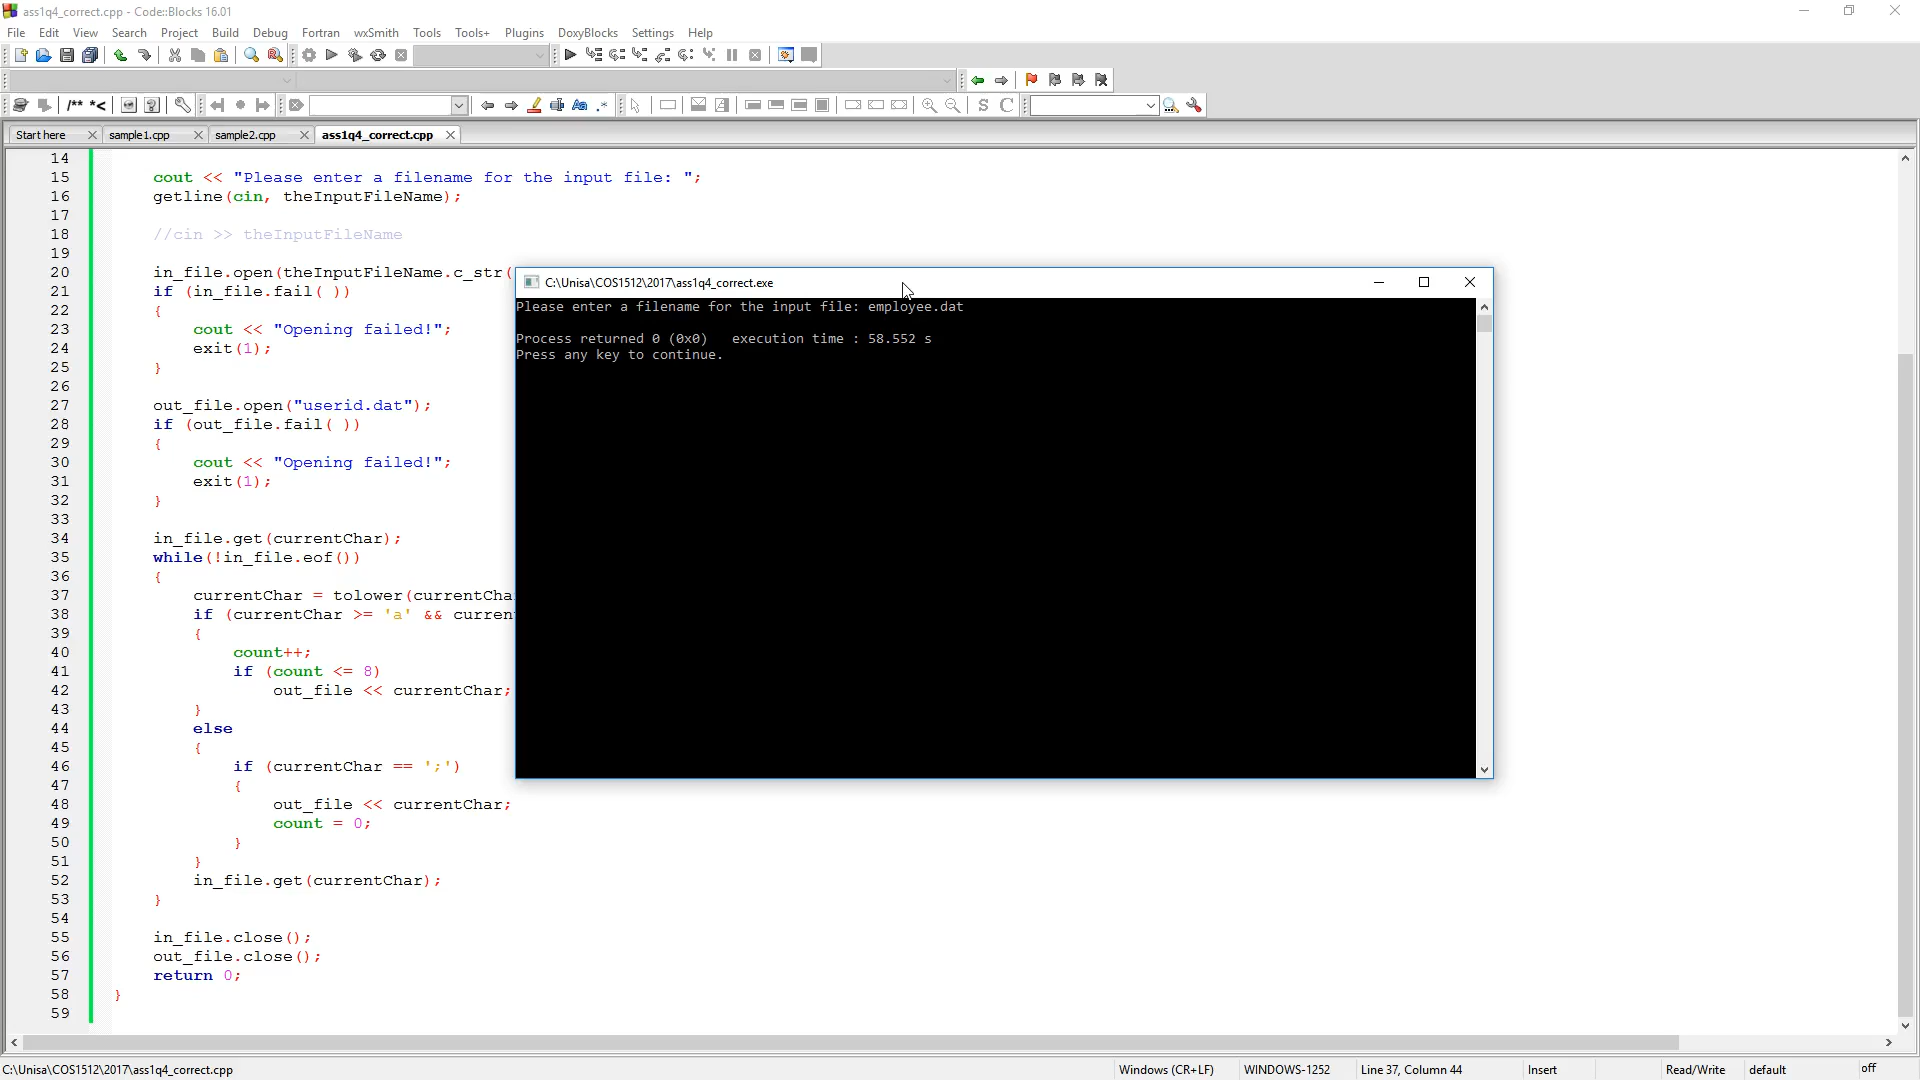 ass1q4_correct.cpp - Code::Blocks 16.01
File Edit View Search Project Build Debug Fortran wxSmith Tools Tools+ Plugins DoxyBlocks Settings Help
/** *<
Start here sample1.cpp sample2.cpp ass1q4_correct.cpp
14
15 cout << "Please enter a filename for the input file: ";
16 getline(cin, theInputFileName);
17
18 //cin >> theInputFileName
19
20 in_file.open(theInputFileName.c_str(
21 if (in_file.fail( ))
22 {
23 cout << "Opening failed!";
24 exit(1);
25 }
26
27 out_file.open("userid.dat");
28 if (out_file.fail( ))
29 {
30 cout << "Opening failed!";
31 exit(1);
32 }
33
34 in_file.get(currentChar);
35 while(!in_file.eof())
36 {
37 currentChar = tolower(currentCha
38 if (currentChar >= 'a' && curren
39 {
40 count++;
41 if (count <= 8)
42 out_file << currentChar;
43 }
44 else
45 {
46 if (currentChar == ';')
47 {
48 out_file << currentChar;
49 count = 0;
50 }
51 }
52 in_file.get(currentChar);
53 }
54
55 in_file.close();
56 out_file.close();
57 return 0;
58 }
59
C:\Unisa\COS1512\2017\ass1q4_correct.exe
Please enter a filename for the input file: employee.dat
Process returned 0 (0x0) execution time : 58.552 s
Press any key to continue.
C:\Unisa\COS1512\2017\ass1q4_correct.cpp Windows (CR+LF) WINDOWS-1252 Line 37, Column 44 Insert Read/Write default off